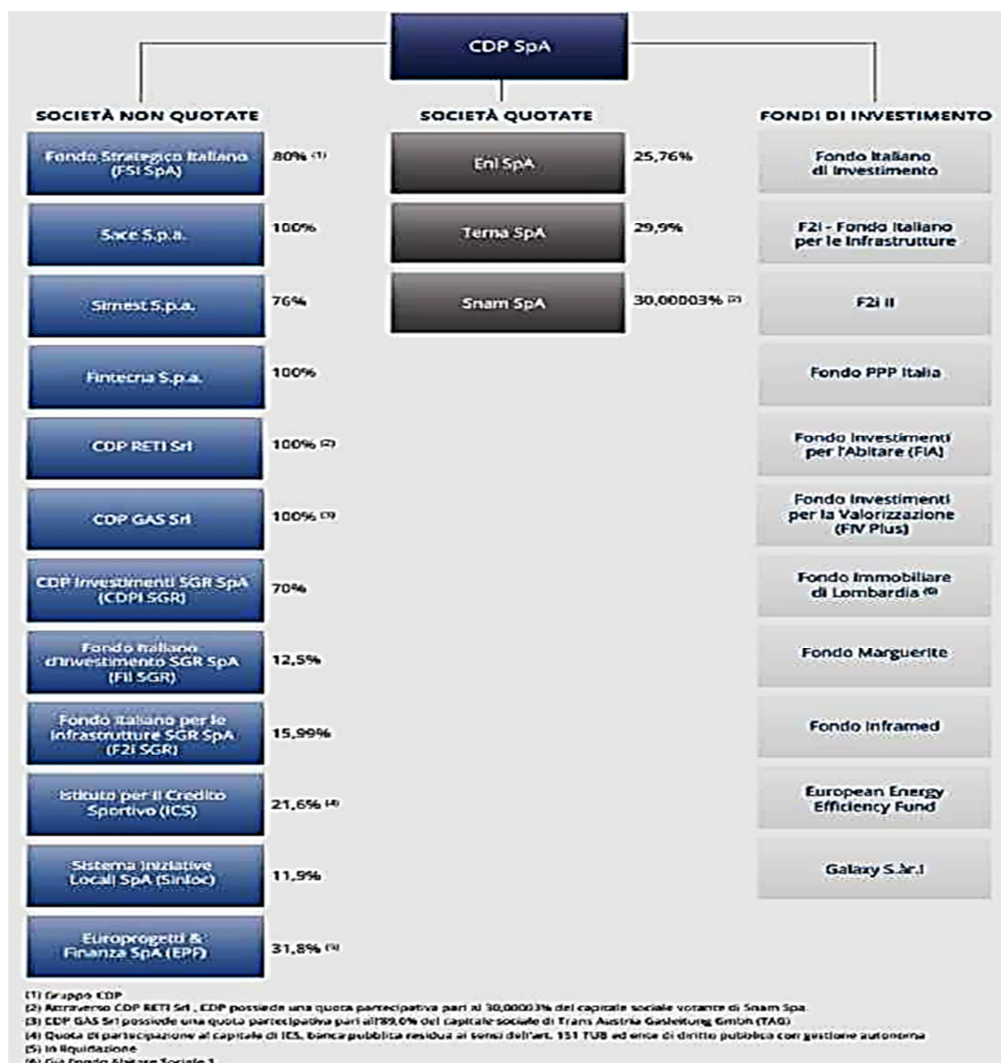 CDP SpA
SOCIETÀ NON QUOTATE
Fondo Strategico Italiano
(FSI SpA)
80% (1)
Sace S.p.a.
100%
Simest S.p.a.
76%
Fintecna S.p.a.
100%
CDP RETI Srl
100% (2)
CDP GAS Srl
100% (3)
CDP Investimenti SGR SpA
(CDPI SGR)
70%
Fondo Italiano
d'Investimento SGR SpA
(FII SGR)
12,5%
Fondo Italiano per le
Infrastrutture SGR SpA
(F2i SGR)
15,99%
Istituto per il Credito
Sportivo (ICS)
21,6% (4)
Sistema Iniziative
Locali SpA (Sinloc)
11,9%
Europrogetti &
Finanza SpA (EPF)
31,8% (5)
SOCIETÀ QUOTATE
Eni SpA
25,76%
Terna SpA
29,9%
Snam SpA
30,00003% (2)
FONDI DI INVESTIMENTO
Fondo Italiano
di Investimento
F2i - Fondo Italiano
per le Infrastrutture
F2i II
Fondo PPP Italia
Fondo Investimenti
per l'Abitare (FIA)
Fondo Investimenti
per la Valorizzazione
(FIV Plus)
Fondo Immobiliare
di Lombardia (6)
Fondo Marguerite
Fondo Inframed
European Energy
Efficiency Fund
Galaxy S.àr.l
(1) Gruppo CDP
(2) Attraverso CDP RETI Srl, CDP possiede una quota partecipativa pari al 30,00003% del capitale sociale votante di Snam Spa
(3) CDP GAS Srl possiede una quota partecipativa pari all'89,0% del capitale sociale di Trans Austria Gasleitung Gmbh (TAG)
(4) Quota di partecipazione al capitale di ICS, banca pubblica residua ai sensi dell'art. 151 TUB ed ente di diritto pubblico con gestione autonoma
(5) In liquidazione
(6) Già Fondo Abitare Sociale 1